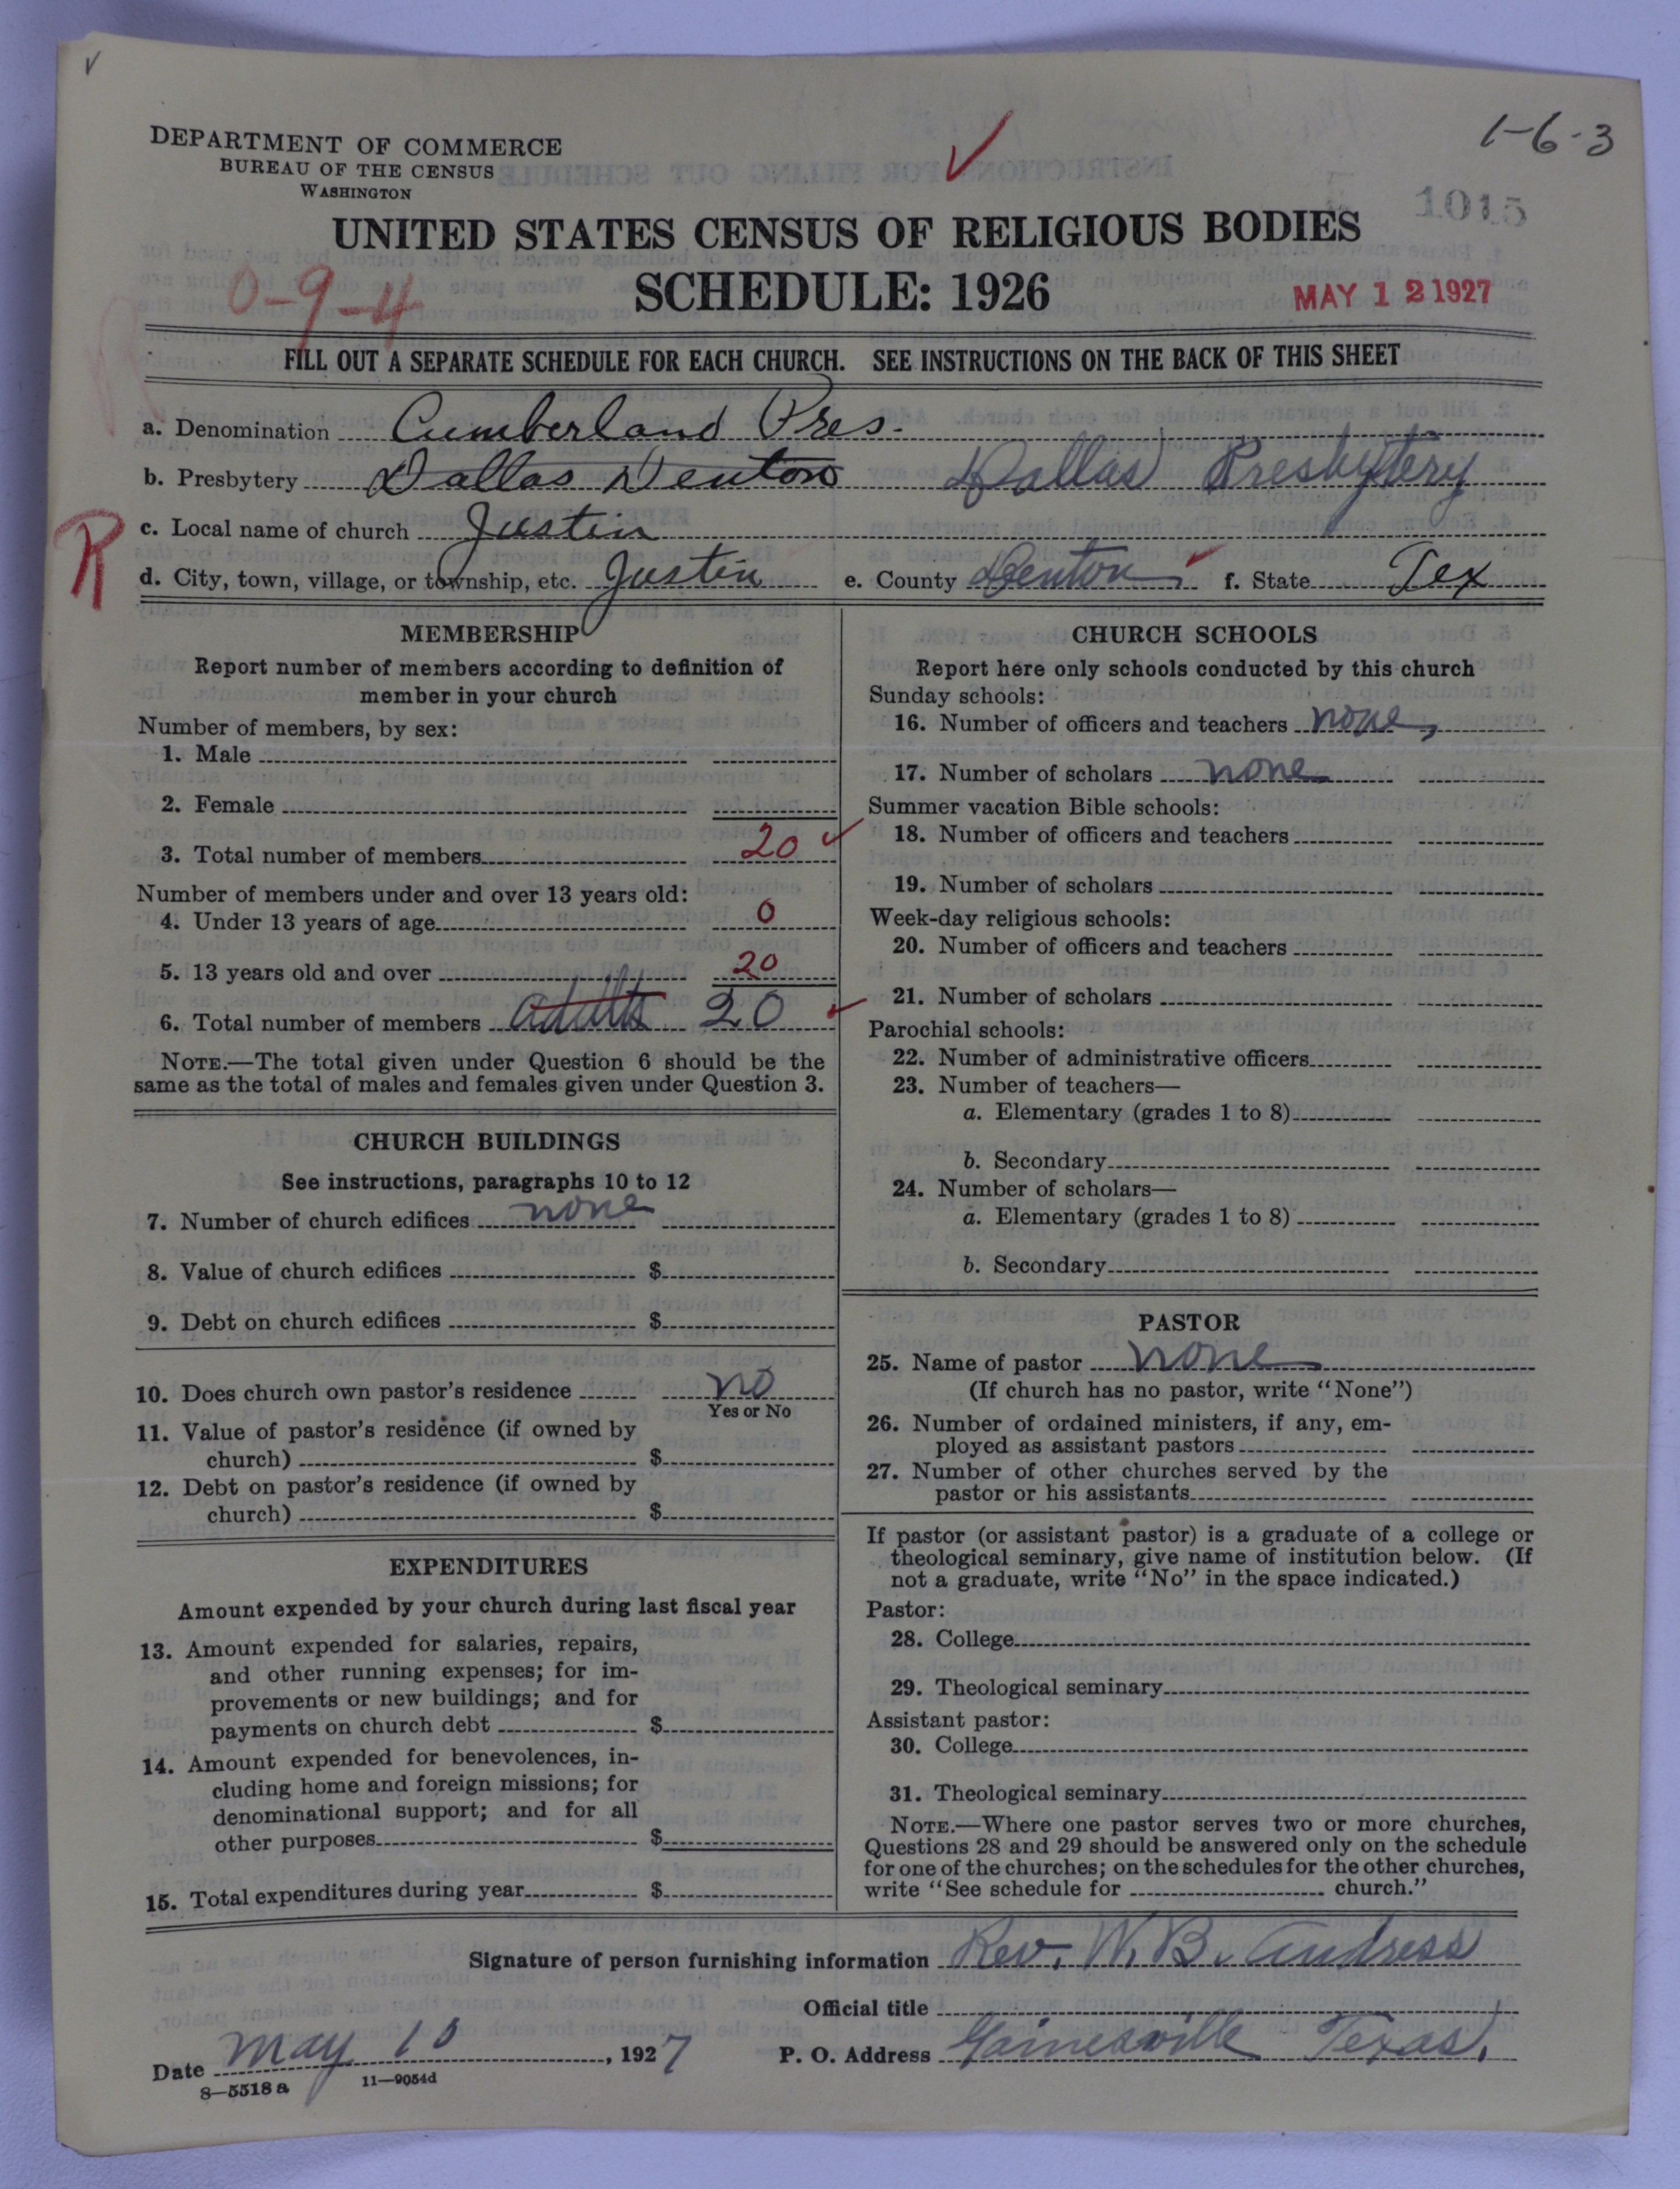 DEPARTMENT OF COMMERCE
BUREAU OF THE CENSUS
WASHINGTON
1-6-3
1015
UNITED STATES CENSUS OF RELIGIOUS BODIES
SCHEDULE: 1926
0-9-4
MAY 12 1927
FILL OUT A SEPARATE SCHEDULE FOR EACH CHURCH. SEE INSTRUCTIONS ON THE BACK OF THIS SHEET
a. Denomination Cumberland Pres.
b. Presbytery Dallas Denton Dallas Presbytery
R
c. Local name of church Justin
d. City, town, village, or township, etc. Justin e. County Denton f. State Tex
MEMBERSHIP
Report number of members according to definition of
member in your church
Number of members, by sex:
1. Male
2. Female
3. Total number of members 20
Number of members under and over 13 years old:
4. Under 13 years of age 0
5. 13 years old and over 20
6. Total number of members adults 20
NOTE.—The total given under Question 6 should be the
same as the total of males and females given under Question 3.
CHURCH BUILDINGS
See instructions, paragraphs 10 to 12
7. Number of church edifices none
8. Value of church edifices $
9. Debt on church edifices $
10. Does church own pastor's residence no
Yes or No
11. Value of pastor's residence (if owned by
church) $
12. Debt on pastor's residence (if owned by
church) $
EXPENDITURES
Amount expended by your church during last fiscal year
13. Amount expended for salaries, repairs,
and other running expenses; for im-
provements or new buildings; and for
payments on church debt $
14. Amount expended for benevolences, in-
cluding home and foreign missions; for
denominational support; and for all
other purposes $
15. Total expenditures during year $
CHURCH SCHOOLS
Report here only schools conducted by this church
Sunday schools:
16. Number of officers and teachers none,
17. Number of scholars none
Summer vacation Bible schools:
18. Number of officers and teachers
19. Number of scholars
Week-day religious schools:
20. Number of officers and teachers
21. Number of scholars
Parochial schools:
22. Number of administrative officers
23. Number of teachers—
a. Elementary (grades 1 to 8)
b. Secondary
24. Number of scholars—
a. Elementary (grades 1 to 8)
b. Secondary
PASTOR
25. Name of pastor none
(If church has no pastor, write "None")
26. Number of ordained ministers, if any, em-
ployed as assistant pastors
27. Number of other churches served by the
pastor or his assistants
If pastor (or assistant pastor) is a graduate of a college or
theological seminary, give name of institution below. (If
not a graduate, write "No" in the space indicated.)
Pastor:
28. College
29. Theological seminary
Assistant pastor:
30. College
31. Theological seminary
NOTE.—Where one pastor serves two or more churches,
Questions 28 and 29 should be answered only on the schedule
for one of the churches; on the schedules for the other churches,
write "See schedule for church."
Signature of person furnishing information Rev. W. B. Andress
Official title
Date May 10, 1927 P. O. Address Gainesville Texas.
8—5518 a 11—9054d